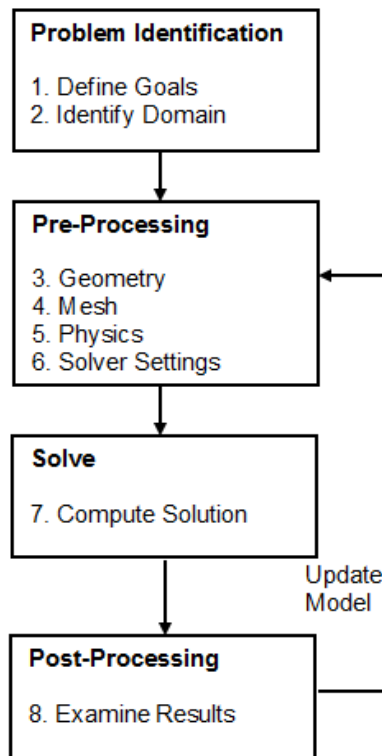 Problem Identification
1. Define Goals
2. Identify Domain
Pre-Processing
3. Geometry
4. Mesh
5. Physics
6. Solver Settings
Solve
7. Compute Solution
Update
Model
Post-Processing
8. Examine Results